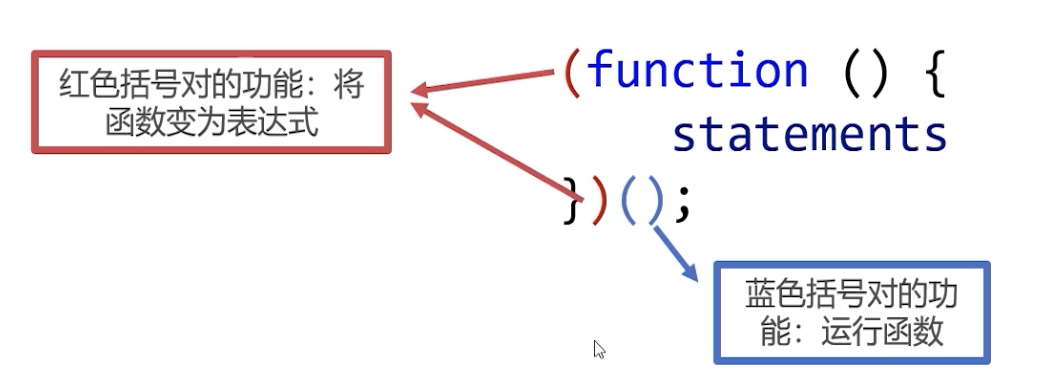 红色括号对的功能：将
函数变为表达式
(function () {
statements
})();
蓝色括号对的功
能：运行函数